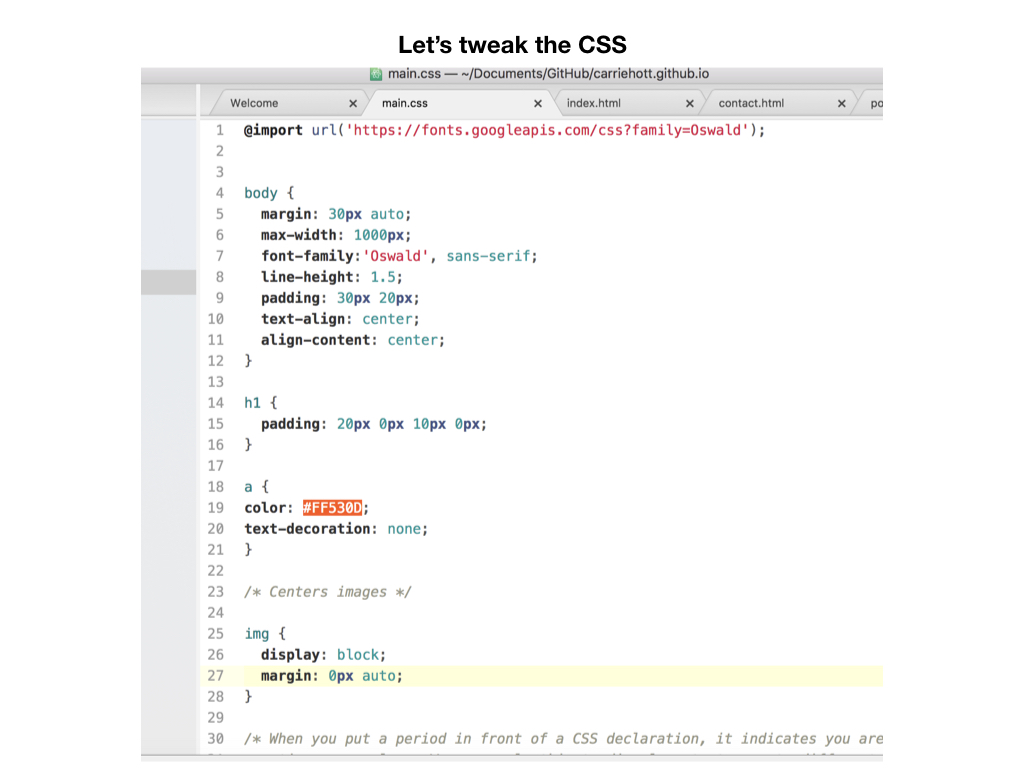 Let’s tweak the CSS
main.css — ~/Documents/GitHub/carriehott.github.io
Welcome × main.css × index.html × contact.html × po
1 @import url('https://fonts.googleapis.com/css?family=Oswald');
2
3
4 body {
5 margin: 30px auto;
6 max-width: 1000px;
7 font-family:'Oswald', sans-serif;
8 line-height: 1.5;
9 padding: 30px 20px;
10 text-align: center;
11 align-content: center;
12 }
13
14 h1 {
15 padding: 20px 0px 10px 0px;
16 }
17
18 a {
19 color: #FF530D;
20 text-decoration: none;
21 }
22
23 /* Centers images */
24
25 img {
26 display: block;
27 margin: 0px auto;
28 }
29
30 /* When you put a period in front of a CSS declaration, it indicates you are